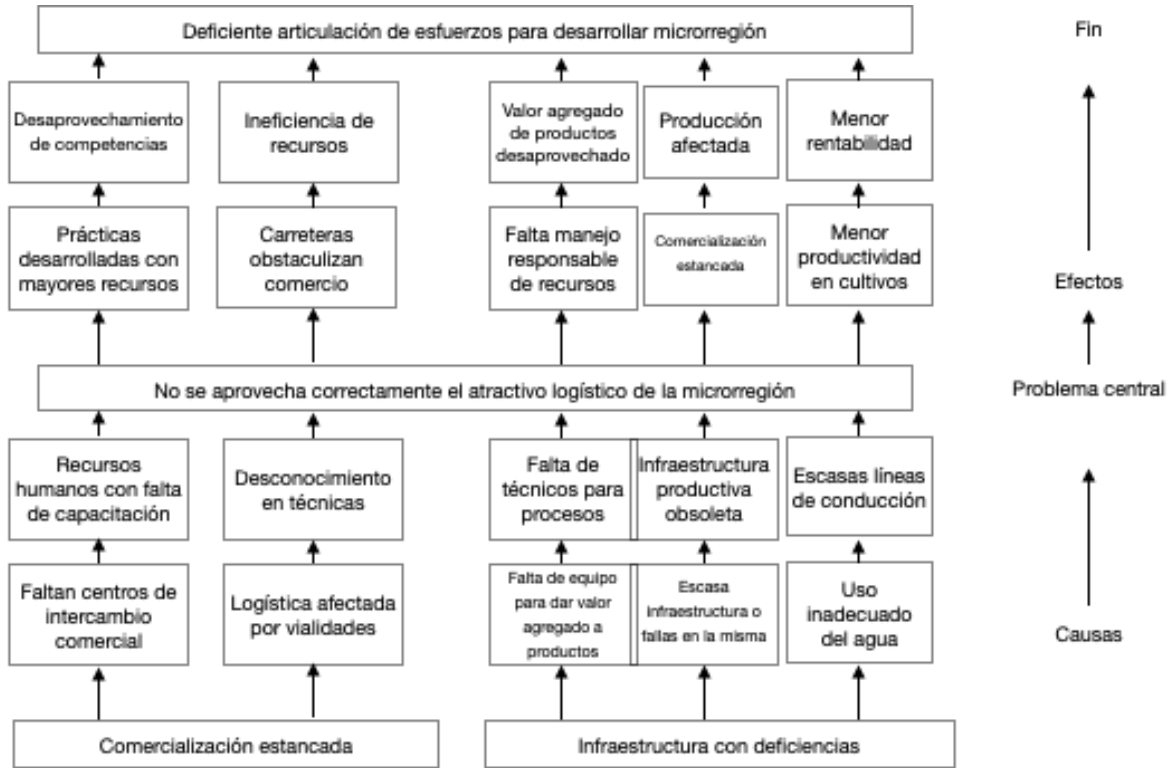 Deficiente articulación de esfuerzos para desarrollar microrregión
Fin
Desaprovechamiento
de competencias
Ineficiencia de
recursos
Valor agregado
de productos
desaprovechado
Producción
afectada
Menor
rentabilidad
Prácticas
desarrolladas con
mayores recursos
Carreteras
obstaculizan
comercio
Falta manejo
responsable
de recursos
Comercialización
estancada
Menor
productividad
en cultivos
Efectos
No se aprovecha correctamente el atractivo logístico de la microrregión
Problema central
Recursos
humanos con falta
de capacitación
Desconocimiento
en técnicas
Falta de
técnicos para
procesos
Infraestructura
productiva
obsoleta
Escasas líneas
de conducción
Faltan centros de
intercambio
comercial
Logística afectada
por vialidades
Falta de equipo
para dar valor
agregado a
productos
Escasa
infraestructura o
fallas en la misma
Uso
inadecuado
del agua
Causas
Comercialización estancada
Infraestructura con deficiencias